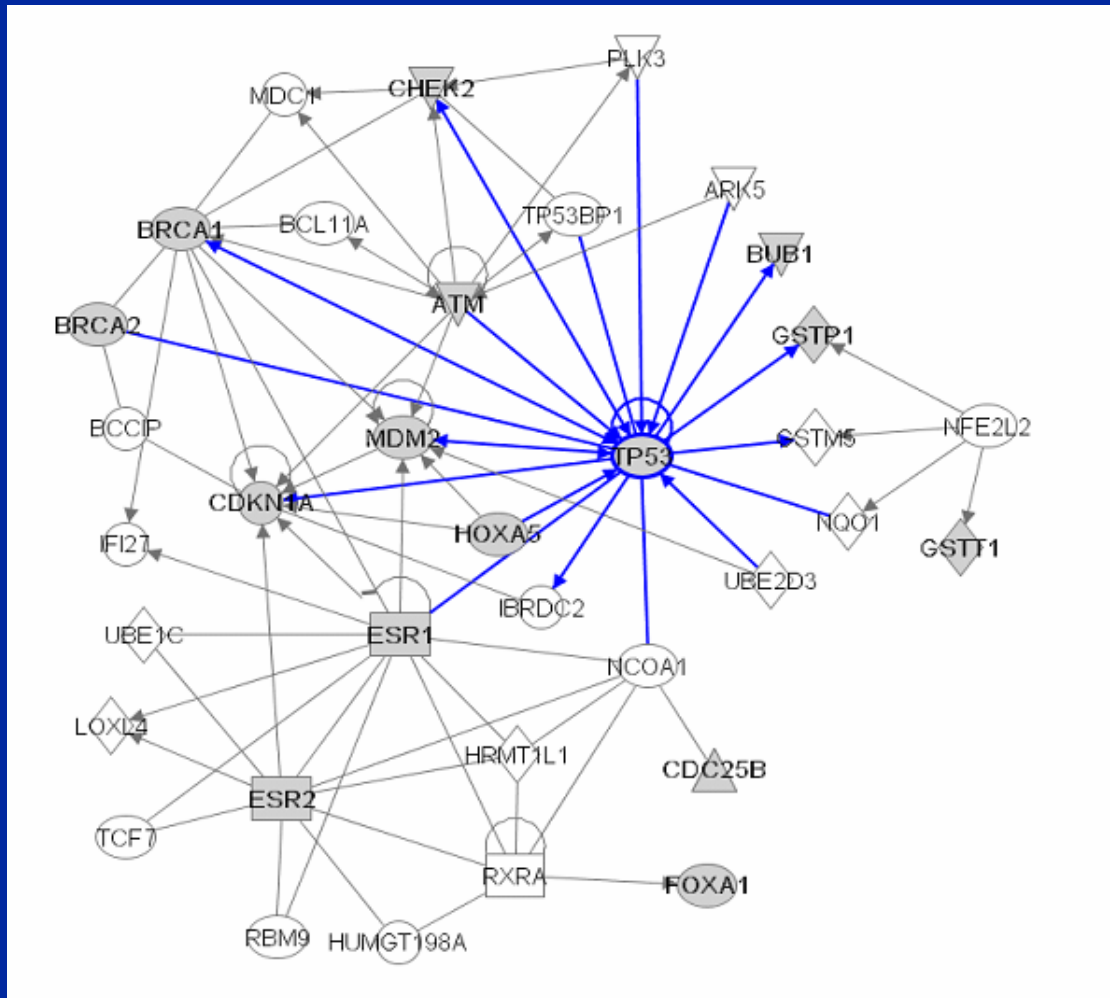 PLK3
CHEK2
MDC1
ARK5
TP53BP1
BCL11A
BRCA1
BUB1
ATM
BRCA2
GSTP1
BCCIP
MDM2
GSTM5
NFE2L2
TP53
CDKN1A
NQO1
HOXA5
IFI27
GSTT1
UBE2D3
IBRDC2
UBE1C
ESR1
NCOA1
LOXL4
HRMT1L1
CDC25B
ESR2
TCF7
RXRA
FOXA1
RBM9
HUMGT198A